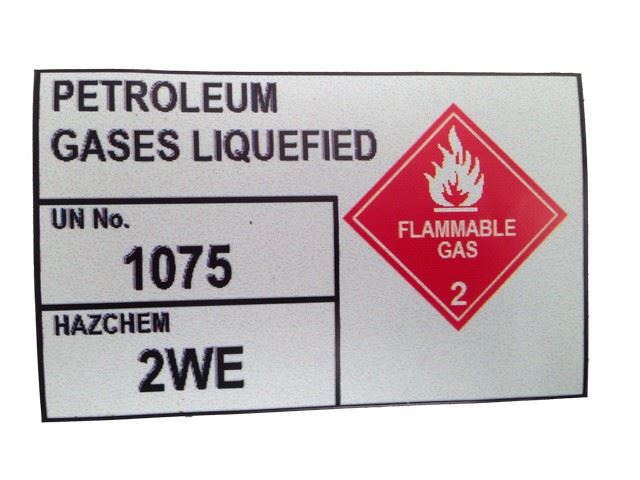 PETROLEUM
GASES LIQUEFIED
UN No.
1075
HAZCHEM
2WE
FLAMMABLE
GAS
2